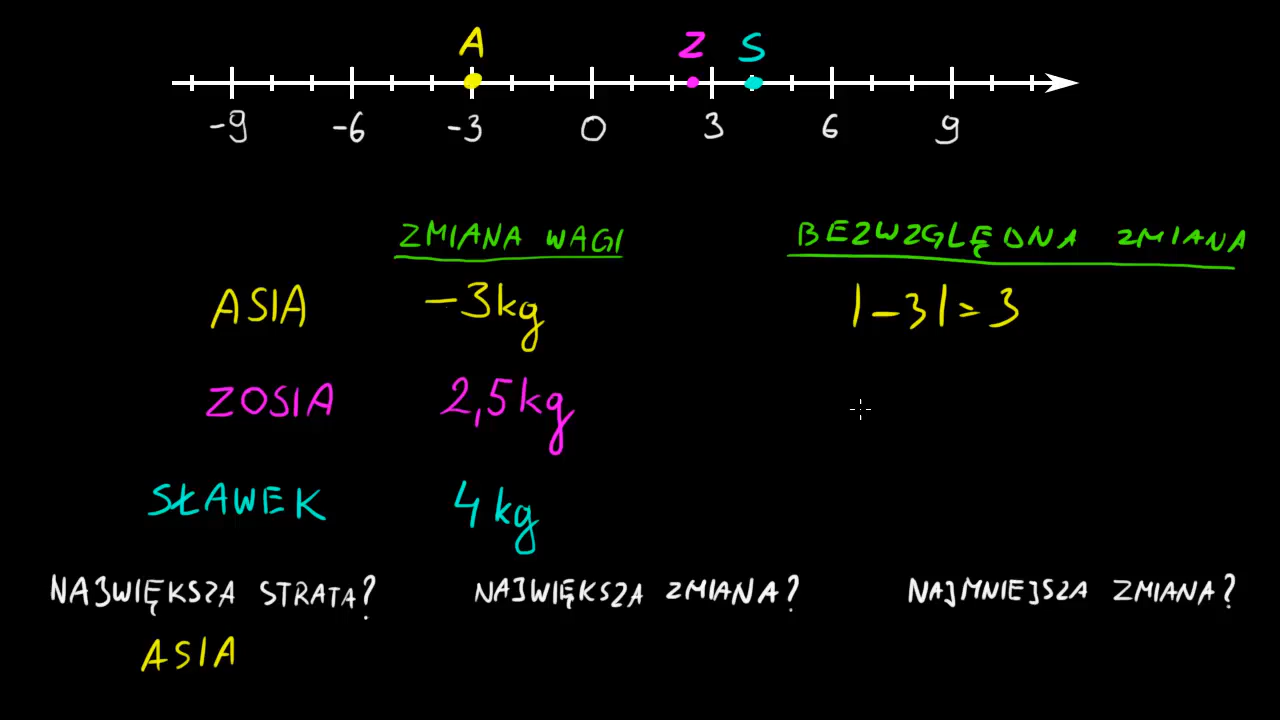 A Z S
-9 -6 -3 0 3 6 9
ZMIANA WAGI BEZWZGLĘDNA ZMIANA
ASIA -3kg |-3|=3
ZOSIA 2,5kg
SŁAWEK 4kg
NAJWIĘKSZA STRATA? NAJWIĘKSZA ZMIANA? NAJMNIEJSZA ZMIANA?
ASIA